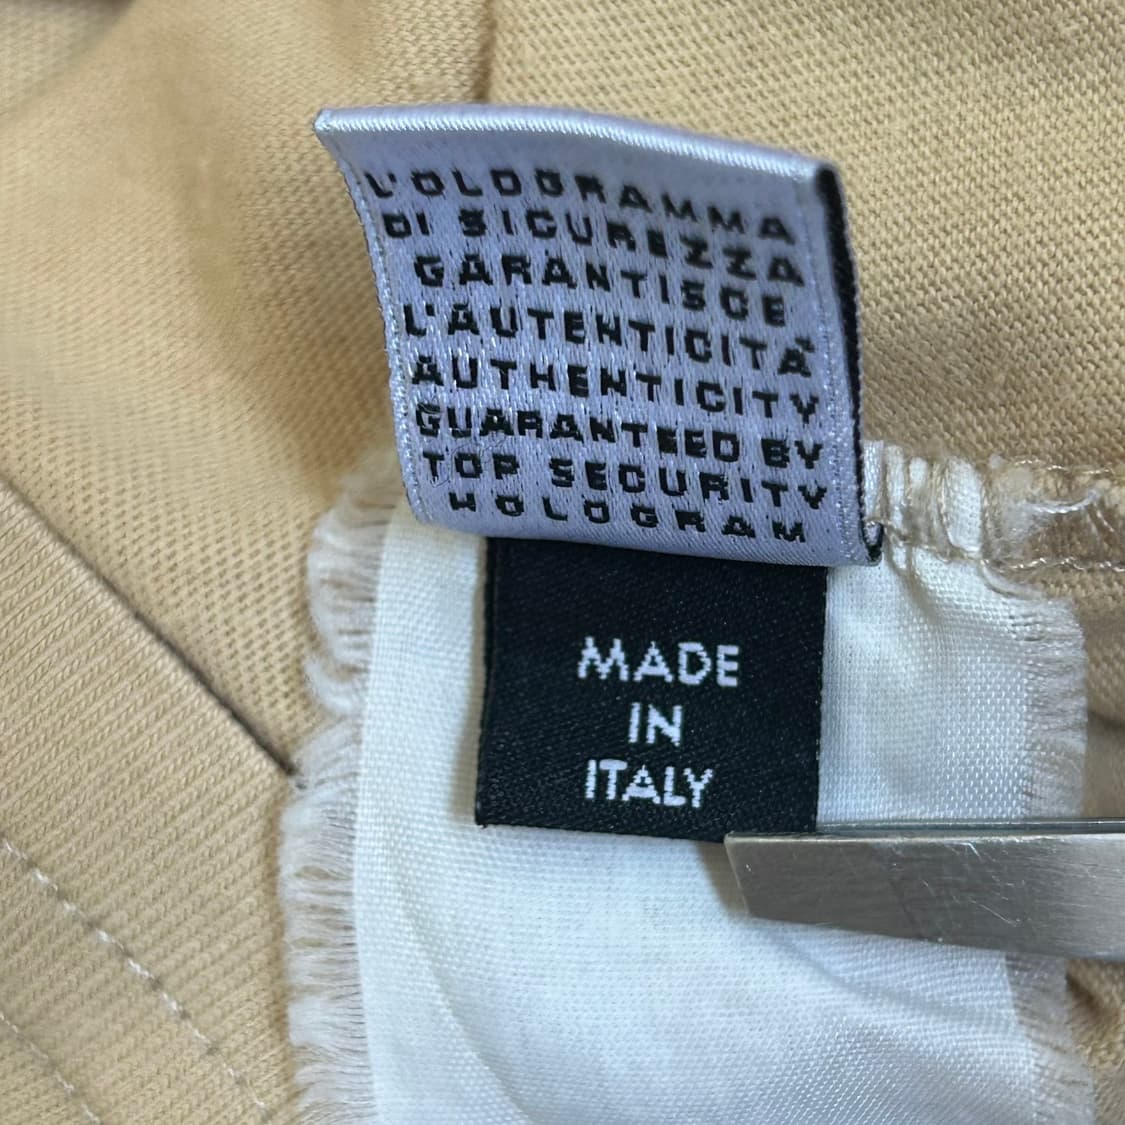 L'OLOGRAMMA
DI SICUREZZA
GARANTISCE
L'AUTENTICITÀ
AUTHENTICITY
GUARANTEED BY
TOP SECURITY
HOLOGRAM
MADE
IN
ITALY